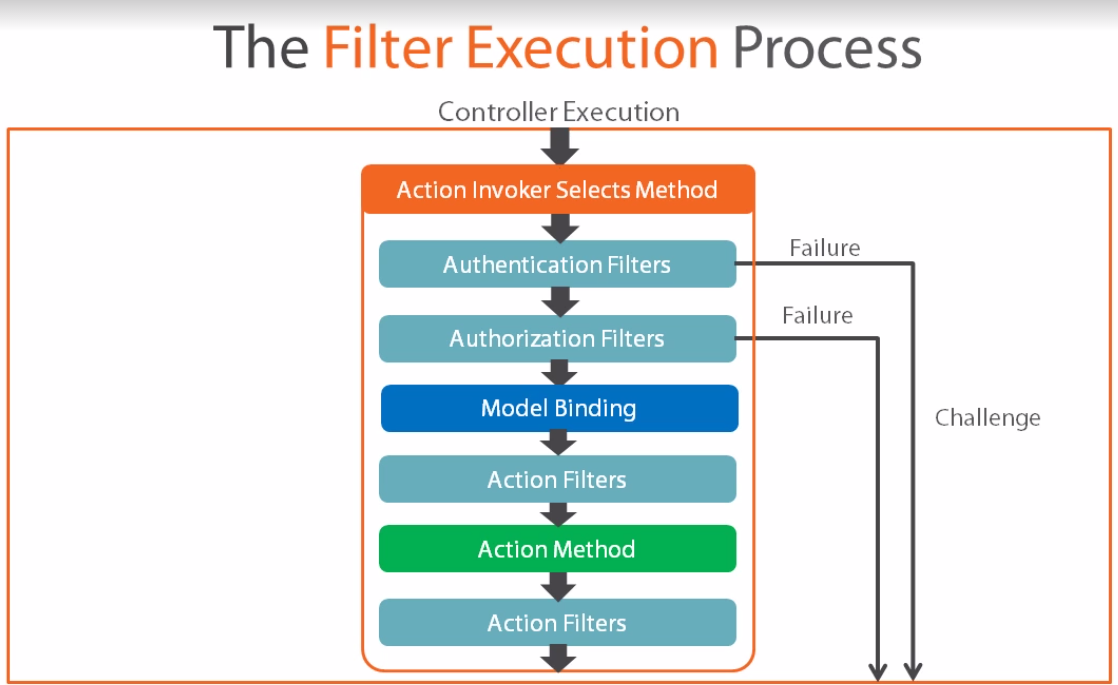 The Filter Execution Process
Controller Execution
Action Invoker Selects Method
Authentication Filters
Failure
Authorization Filters
Failure
Model Binding
Challenge
Action Filters
Action Method
Action Filters